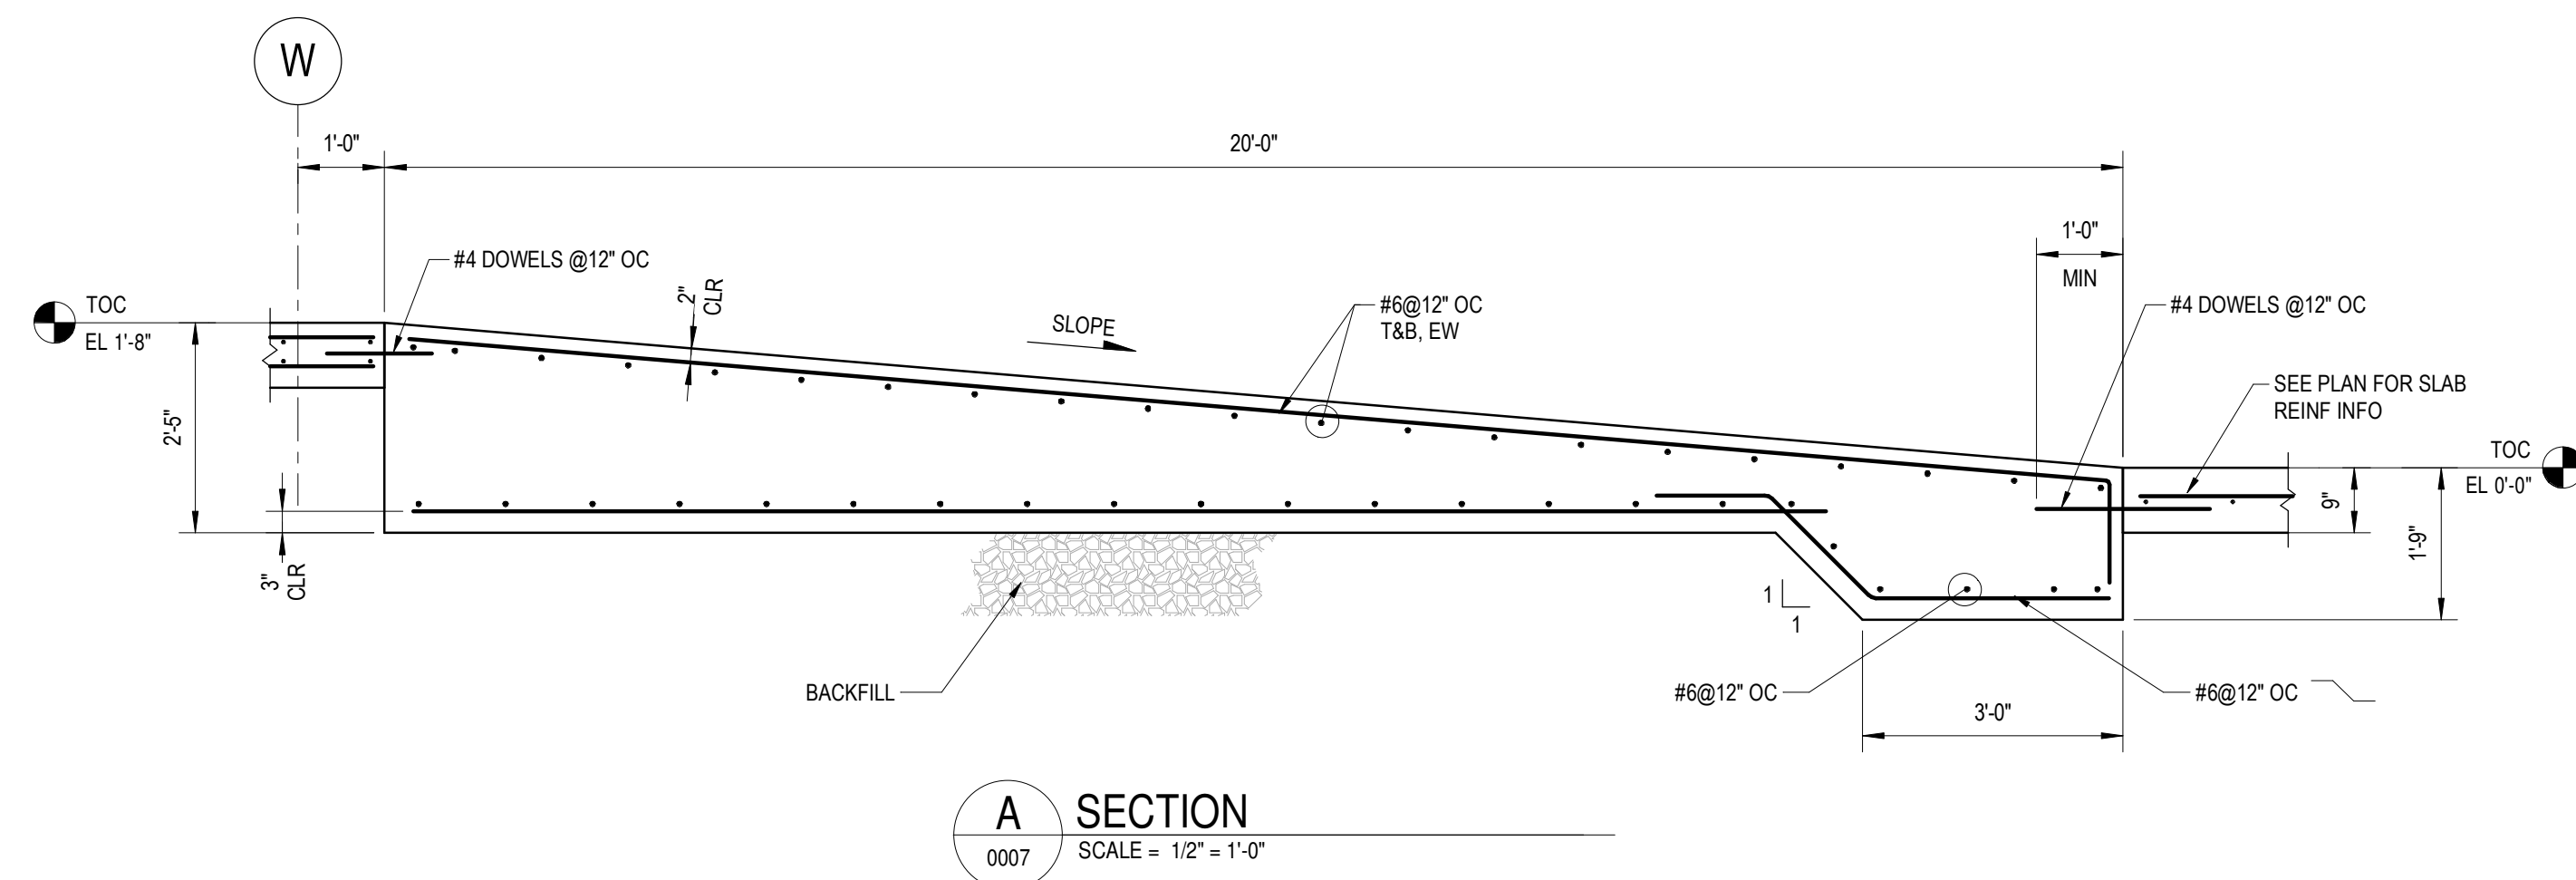 W
1'-0"
20'-0"
1'-0"
MIN
#4 DOWELS @12" OC
2"
CLR
#6@12" OC
T&B, EW
SLOPE
#4 DOWELS @12" OC
TOC
EL 1'-8"
SEE PLAN FOR SLAB
REINF INFO
2'-5"
TOC
EL 0'-0"
9"
1'-9"
3"
CLR
1
1
BACKFILL
#6@12" OC
#6@12" OC
3'-0"
A
SECTION
0007
SCALE = 1/2" = 1'-0"